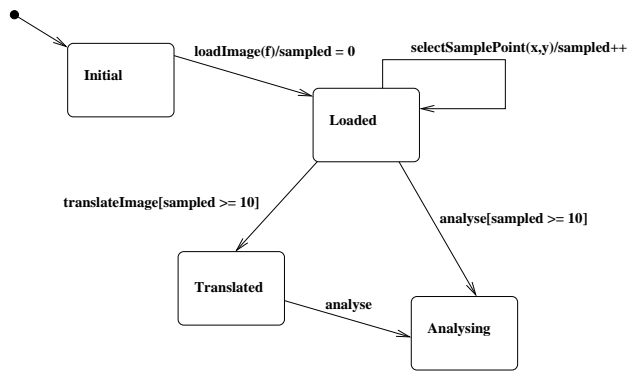 Initial
loadImage(f)/sampled = 0
selectSamplePoint(x,y)/sampled++
Loaded
translateImage[sampled >= 10]
analyse[sampled >= 10]
Translated
analyse
Analysing